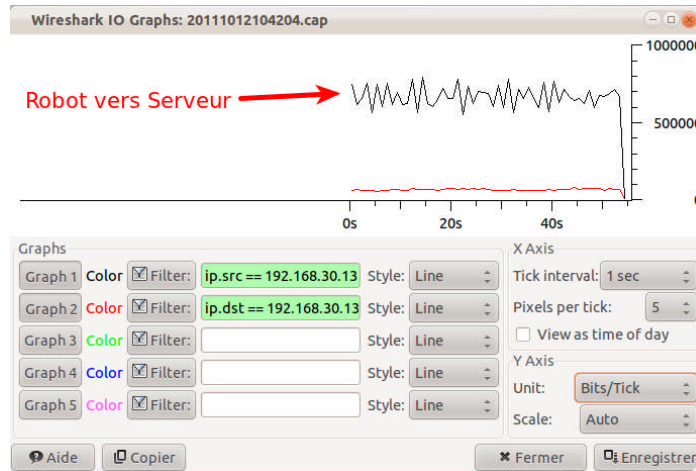 Wireshark IO Graphs: 20111012104204.cap
1000000
Robot vers Serveur
500000
0
0s 20s 40s
Graphs
X Axis
Graph 1 Color Filter: ip.src == 192.168.30.13 Style: Line
Tick interval: 1 sec
Graph 2 Color Filter: ip.dst == 192.168.30.13 Style: Line
Pixels per tick: 5
Graph 3 Color Filter: Style: Line
View as time of day
Y Axis
Graph 4 Color Filter: Style: Line
Unit: Bits/Tick
Graph 5 Color Filter: Style: Line
Scale: Auto
Aide Copier Fermer Enregistrer